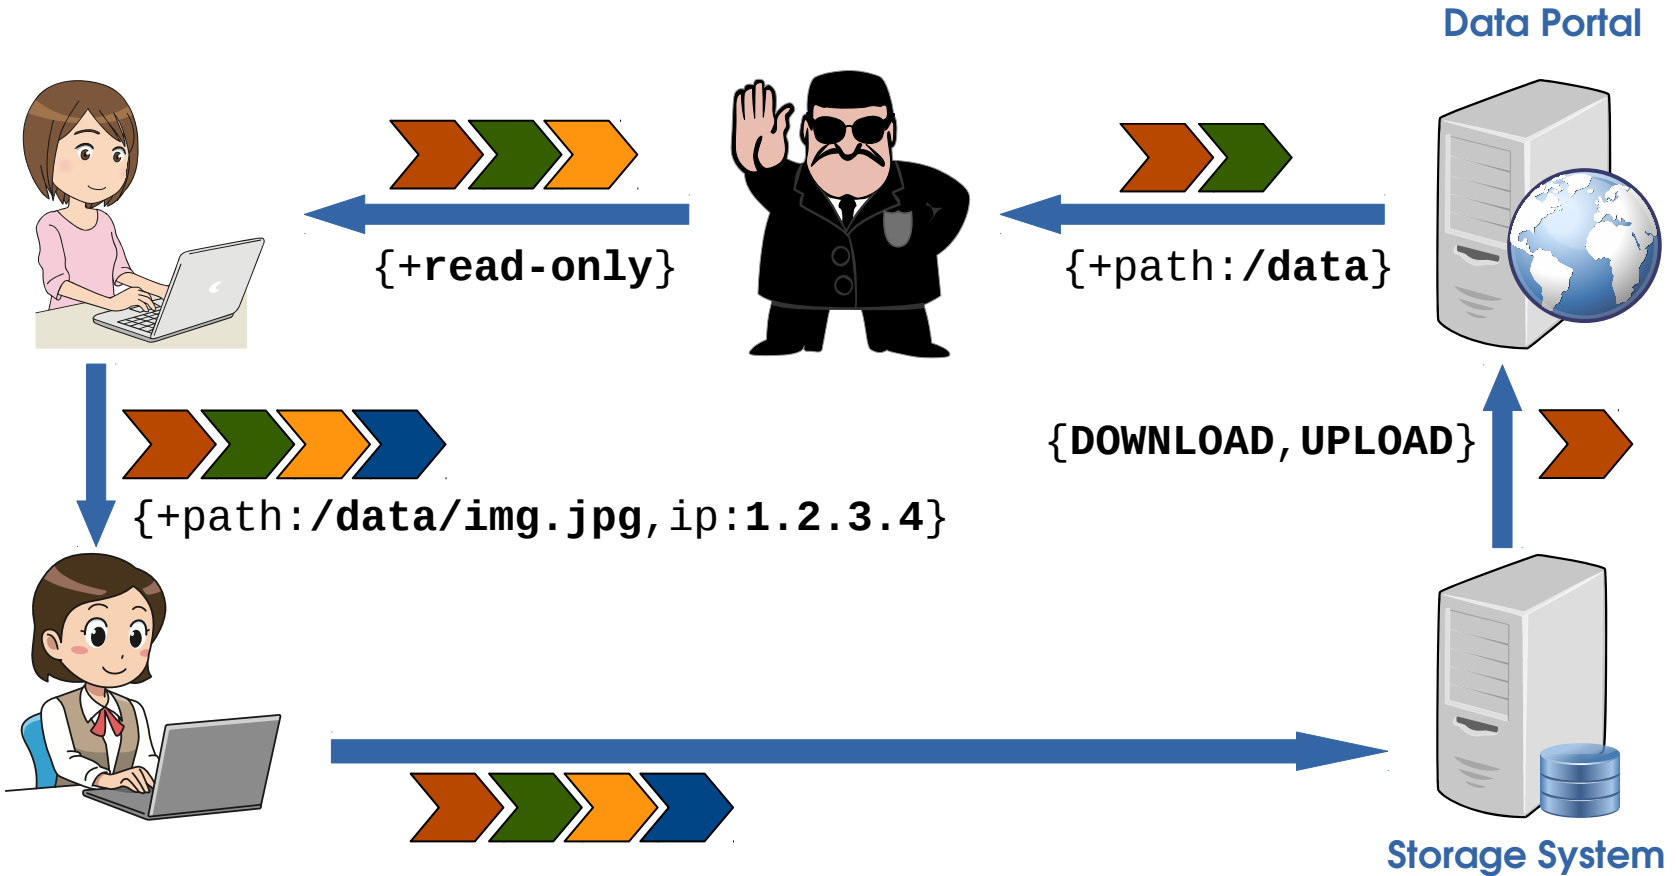 Data Portal
{+read-only}
{+path:/data}
{DOWNLOAD,UPLOAD}
{+path:/data/img.jpg,ip:1.2.3.4}
Storage System